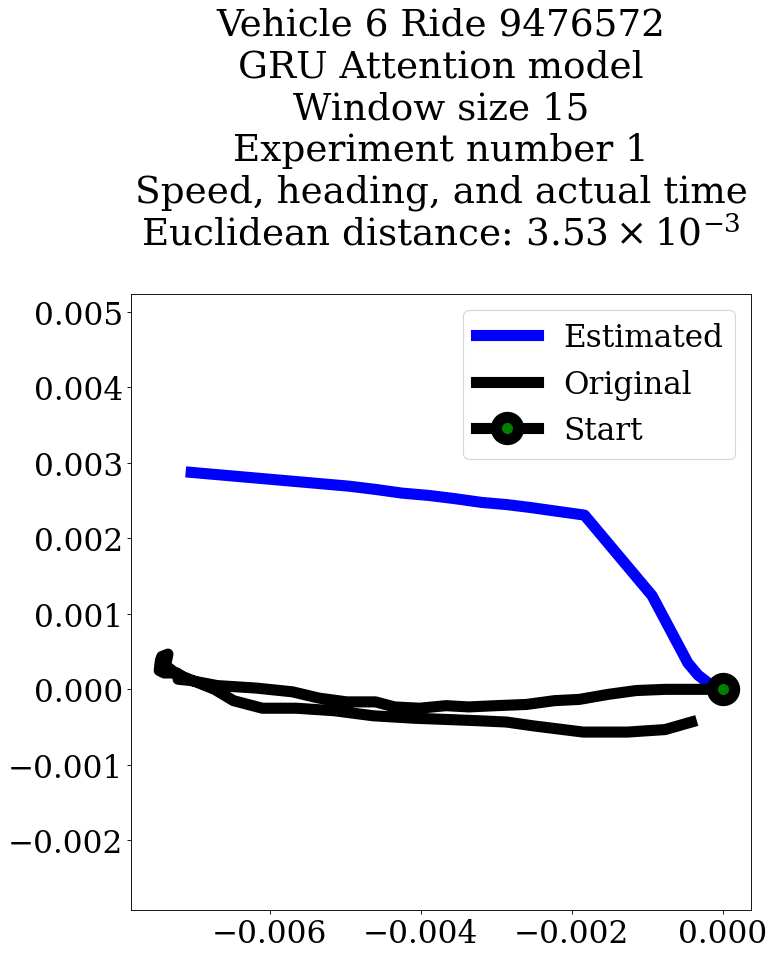 Vehicle 6 Ride 9476572
GRU Attention model
Window size 15
Experiment number 1
Speed, heading, and actual time
Euclidean distance: 3.53 × 10⁻³
Estimated
Original
Start
0.005
0.004
0.003
0.002
0.001
0.000
−0.001
−0.002
−0.006 −0.004 −0.002 0.000